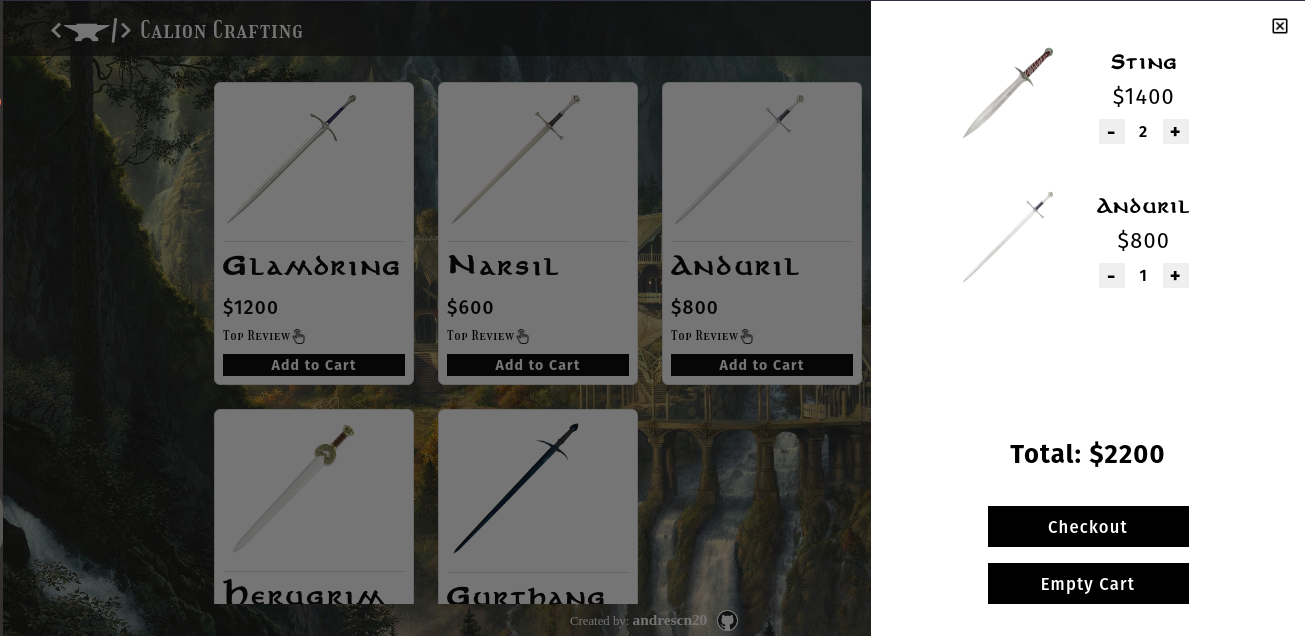 Calion Crafting
Glamdring
$1200
Top Review
Add to Cart
Narsil
$600
Top Review
Add to Cart
Anduril
$800
Top Review
Add to Cart
Herugrim
Gurthang
Created by: andrescn20
Sting
$1400
- 2 +
Anduril
$800
- 1 +
Total: $2200
Checkout
Empty Cart